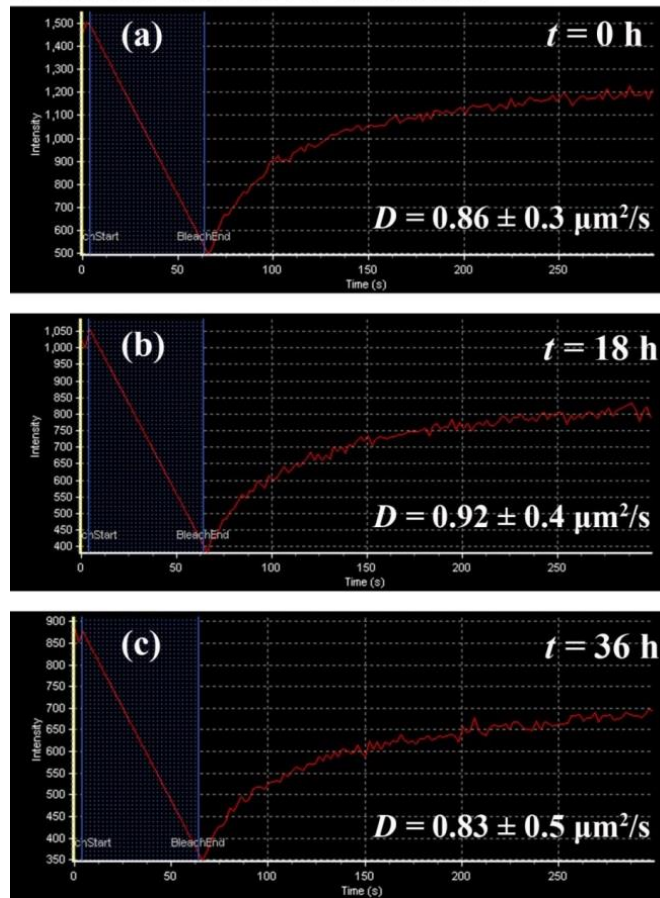 (a)
t = 0 h
1,500
1,400
1,300
1,200
1,100
1,000
900
800
700
600
500
Intensity
chStart
BleachEnd
D = 0.86 ± 0.3 μm²/s
0
50
100
150
200
250
Time (s)
(b)
t = 18 h
1,050
1,000
950
900
850
800
750
700
650
600
550
500
450
400
Intensity
chStart
BleachEnd
D = 0.92 ± 0.4 μm²/s
0
50
100
150
200
250
Time (s)
(c)
t = 36 h
900
850
800
750
700
650
600
550
500
450
400
350
Intensity
chStart
BleachEnd
D = 0.83 ± 0.5 μm²/s
0
50
100
150
200
250
Time (s)